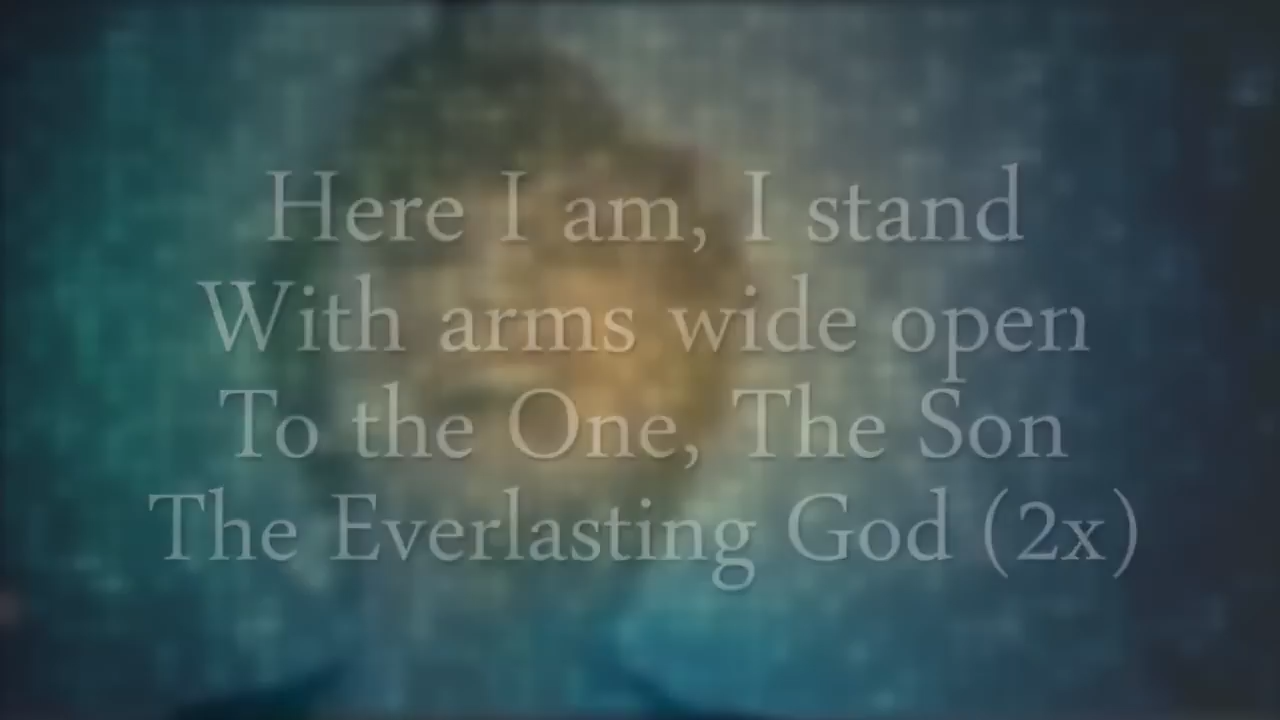 Here I am, I stand
With arms wide open
To the One, The Son
The Everlasting God (2x)